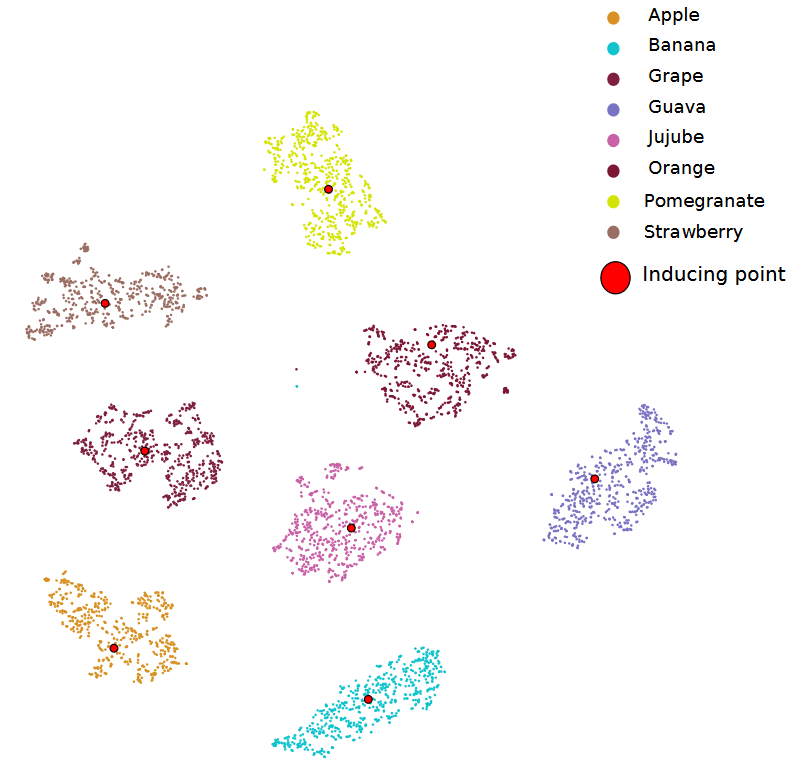 Apple
Banana
Grape
Guava
Jujube
Orange
Pomegranate
Strawberry
Inducing point